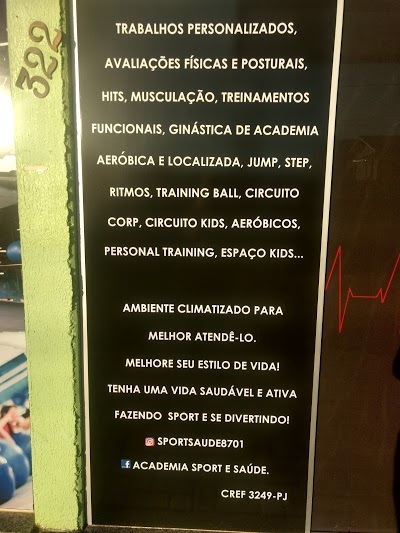 322
TRABALHOS PERSONALIZADOS,
AVALIAÇÕES FÍSICAS E POSTURAIS,
HITS, MUSCULAÇÃO, TREINAMENTOS
FUNCIONAIS, GINÁSTICA DE ACADEMIA
AERÓBICA E LOCALIZADA, JUMP, STEP,
RITMOS, TRAINING BALL, CIRCUITO
CORP, CIRCUITO KIDS, AERÓBICOS,
PERSONAL TRAINING, ESPAÇO KIDS...
AMBIENTE CLIMATIZADO PARA
MELHOR ATENDÊ-LO.
MELHORE SEU ESTILO DE VIDA!
TENHA UMA VIDA SAUDÁVEL E ATIVA
FAZENDO SPORT E SE DIVERTINDO!
SPORTSAUDE8701
ACADEMIA SPORT E SAÚDE.
CREF 3249-PJ